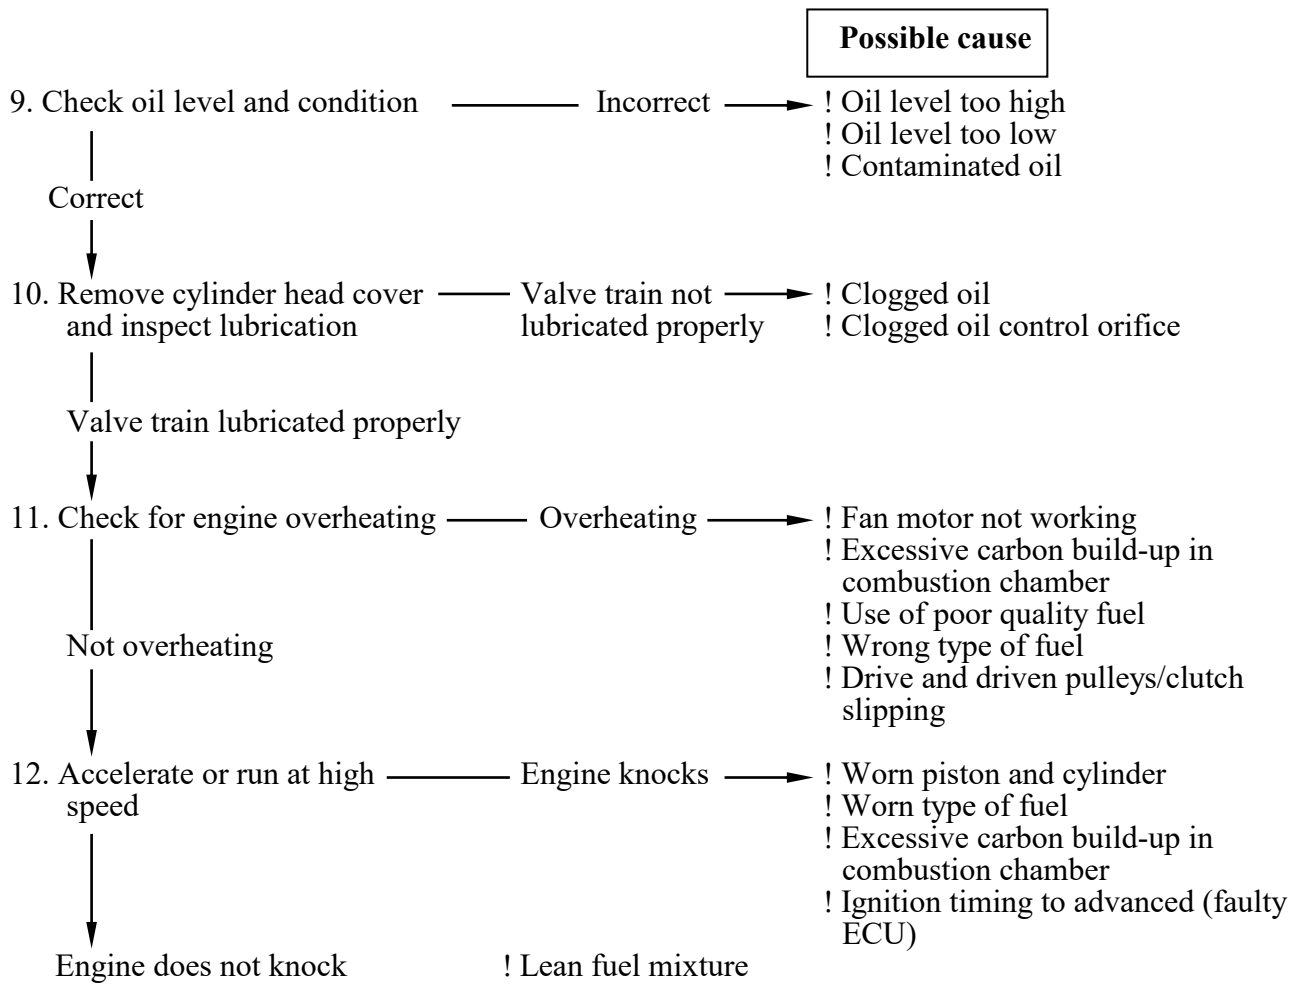 Possible cause
9. Check oil level and condition
Incorrect
! Oil level too high
! Oil level too low
! Contaminated oil
Correct
10. Remove cylinder head cover
and inspect lubrication
Valve train not
lubricated properly
! Clogged oil
! Clogged oil control orifice
Valve train lubricated properly
11. Check for engine overheating
Overheating
! Fan motor not working
! Excessive carbon build-up in
combustion chamber
! Use of poor quality fuel
! Wrong type of fuel
! Drive and driven pulleys/clutch
slipping
Not overheating
12. Accelerate or run at high
speed
Engine knocks
! Worn piston and cylinder
! Worn type of fuel
! Excessive carbon build-up in
combustion chamber
! Ignition timing to advanced (faulty
ECU)
Engine does not knock
! Lean fuel mixture